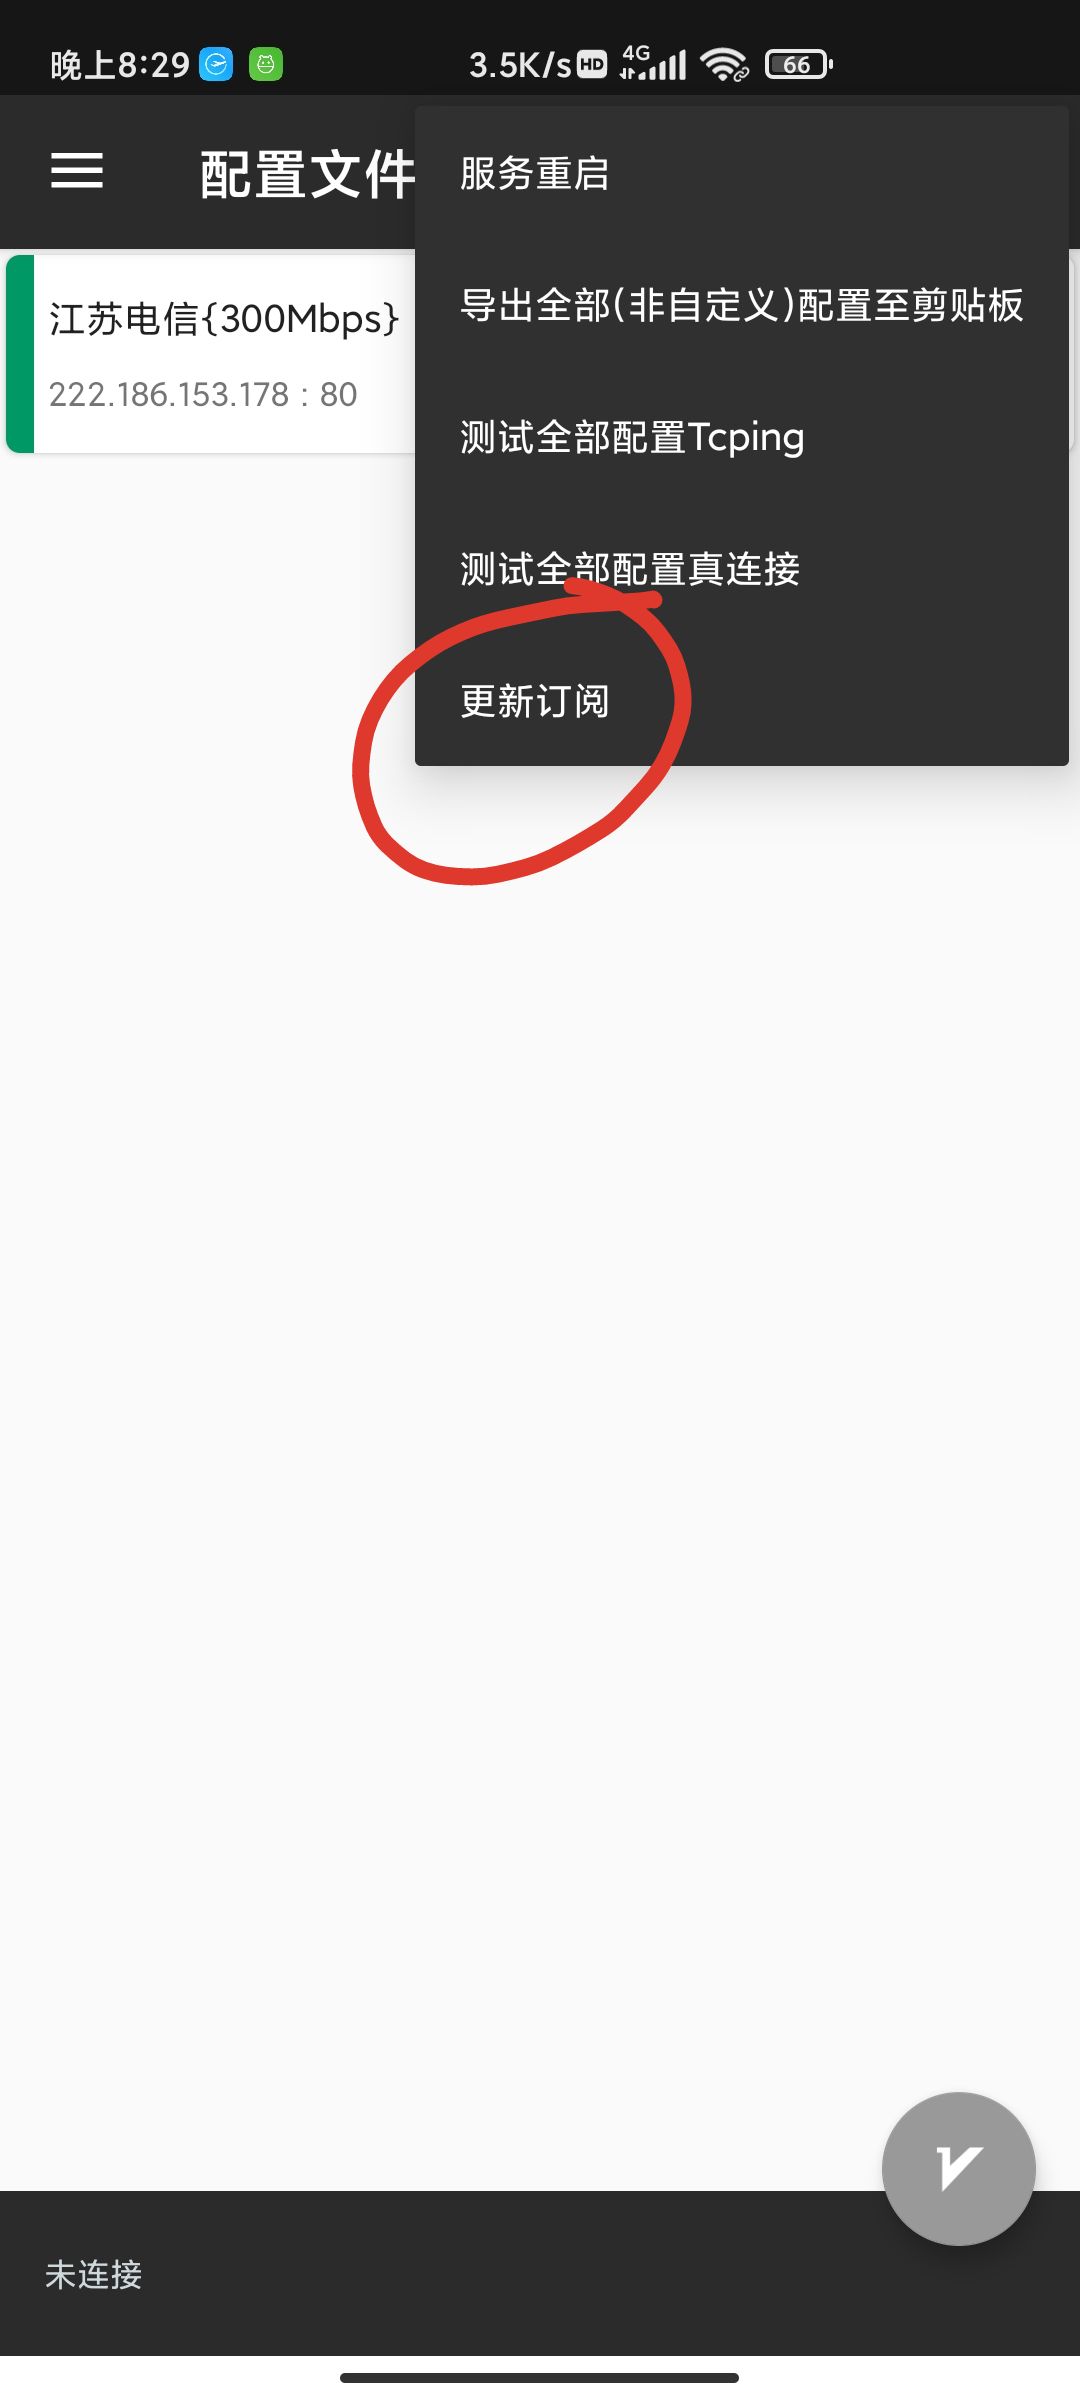 晚上8:29
3.5K/s HD 4G 66
配置文件
服务重启
江苏电信{300Mbps}
222.186.153.178 : 80
导出全部(非自定义)配置至剪贴板
测试全部配置Tcping
测试全部配置真连接
更新订阅
未连接